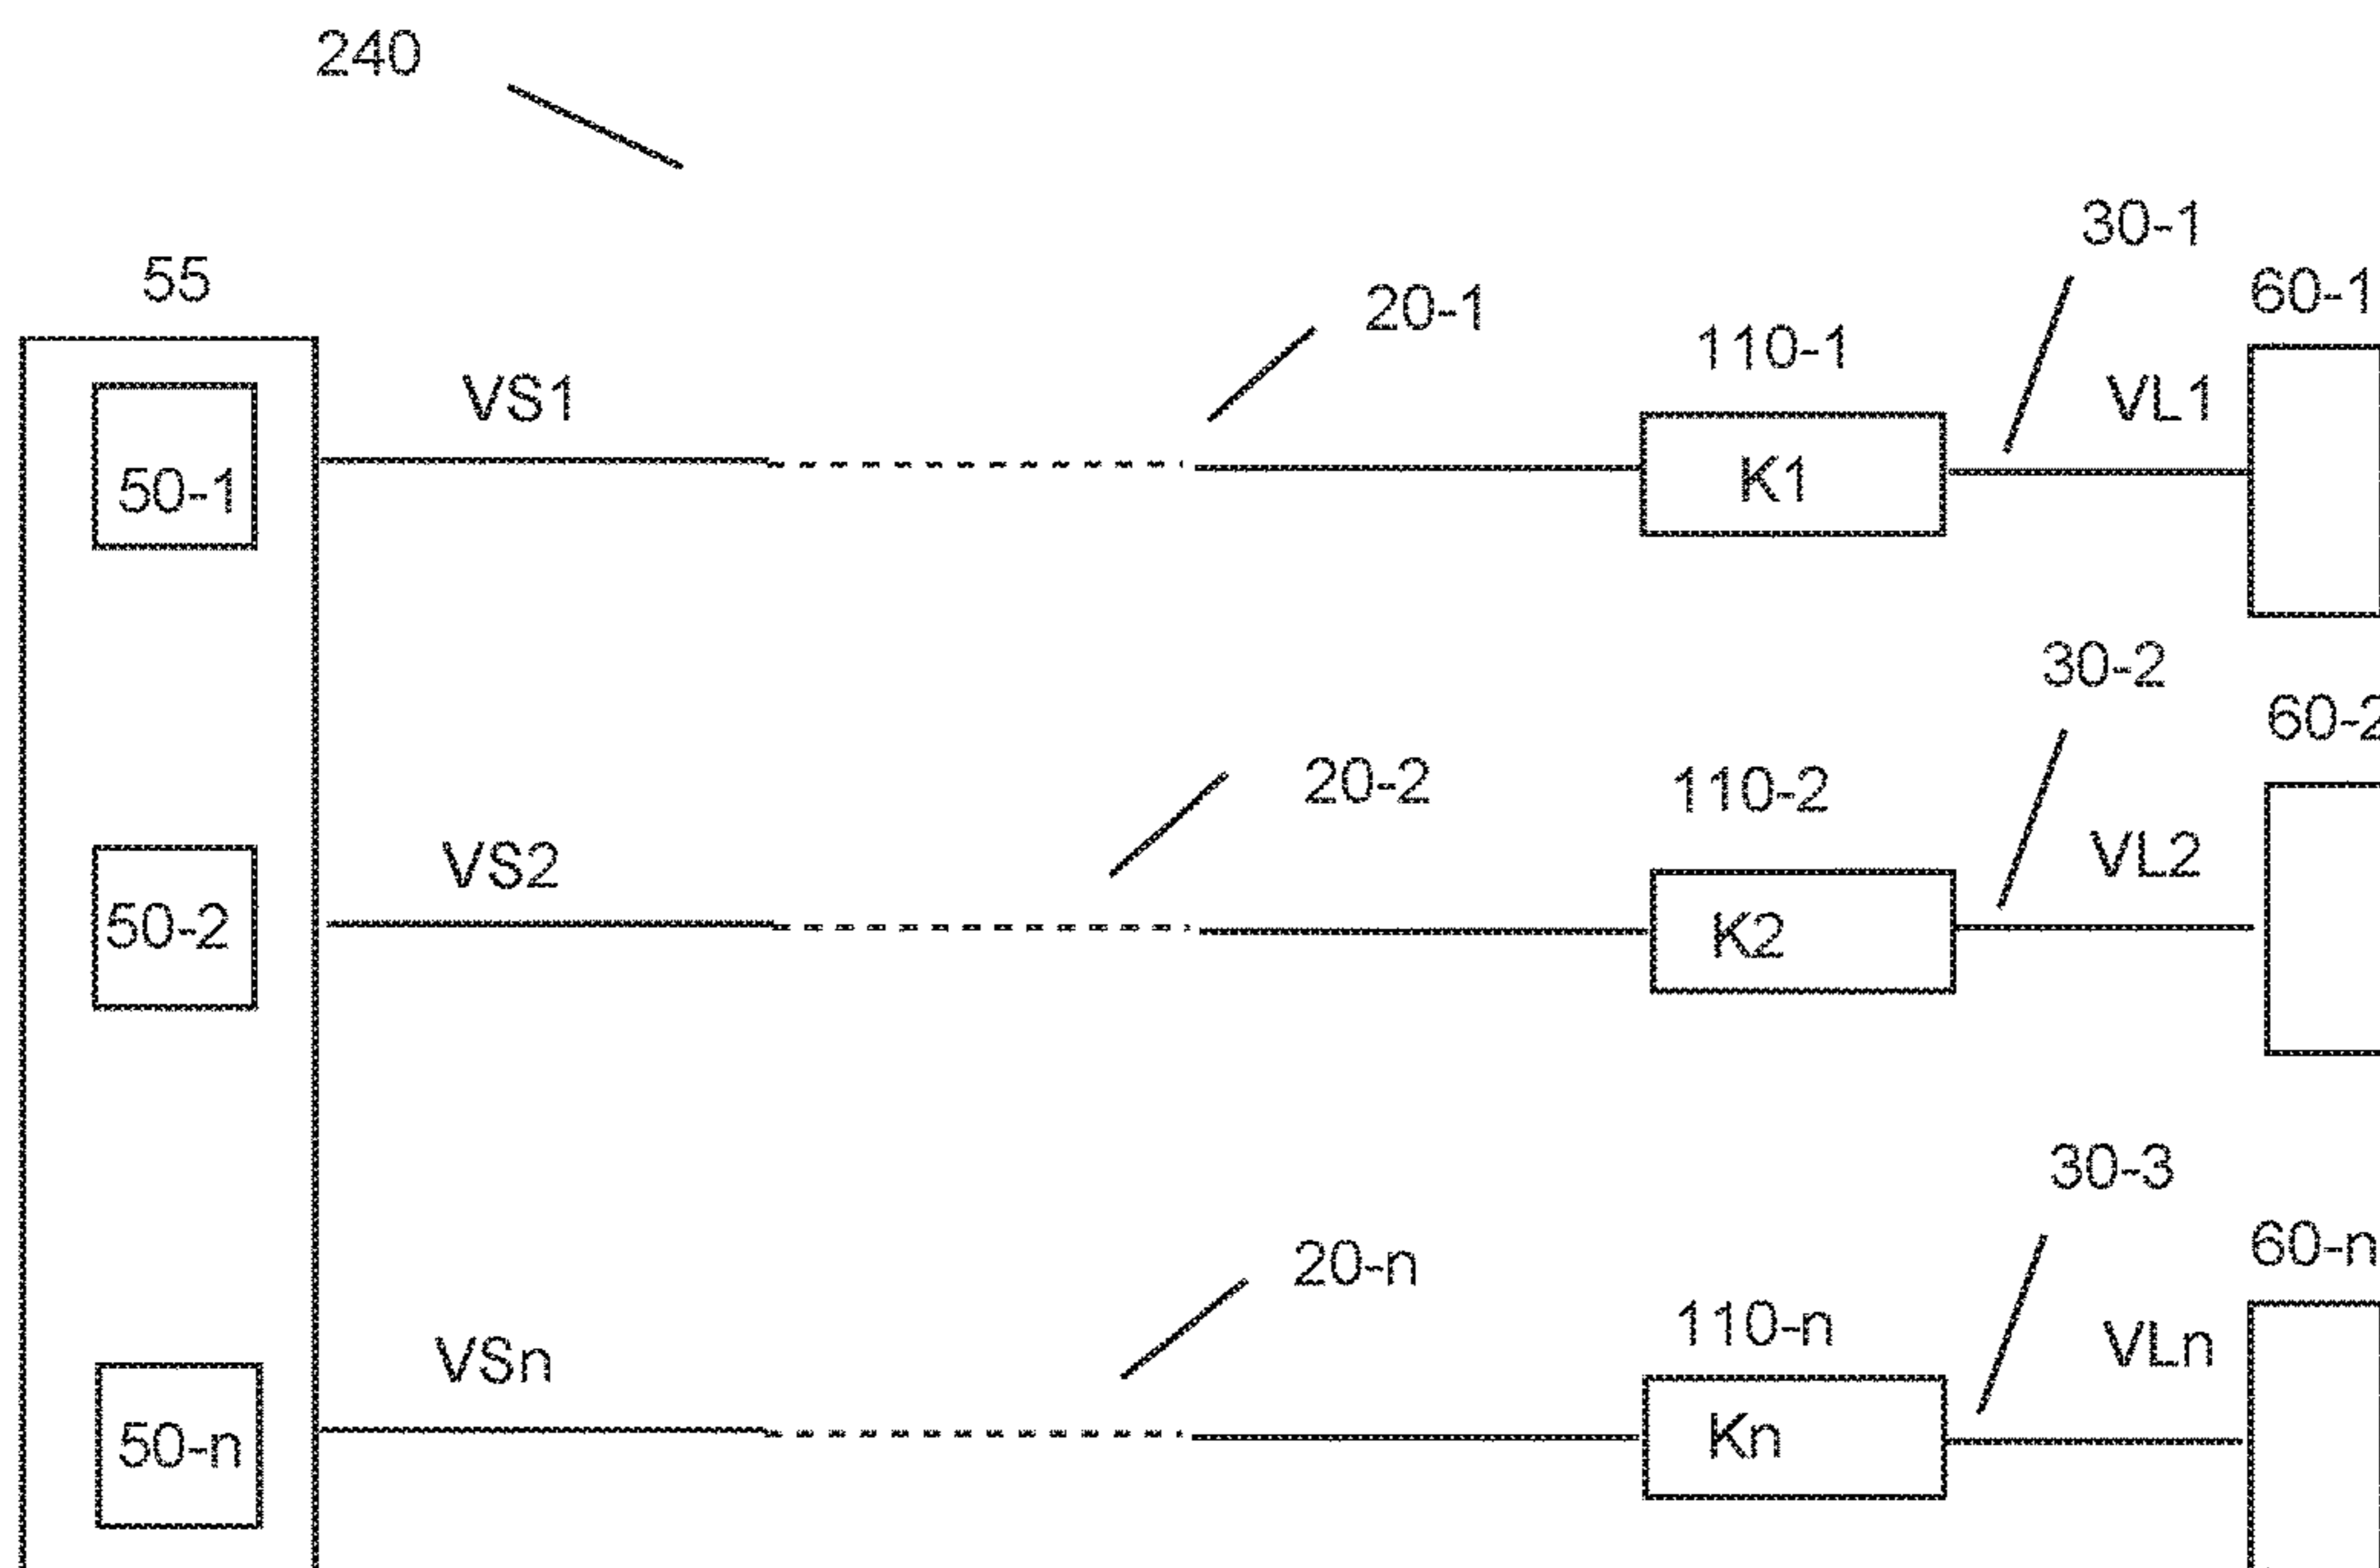 240
30-1
55
20-1
60-1
110-1
VS1
VL1
50-1
K1
30-2
60-2
20-2
110-2
VS2
VL2
50-2
K2
30-3
20-n
60-n
110-n
VSn
VLn
50-n
Kn